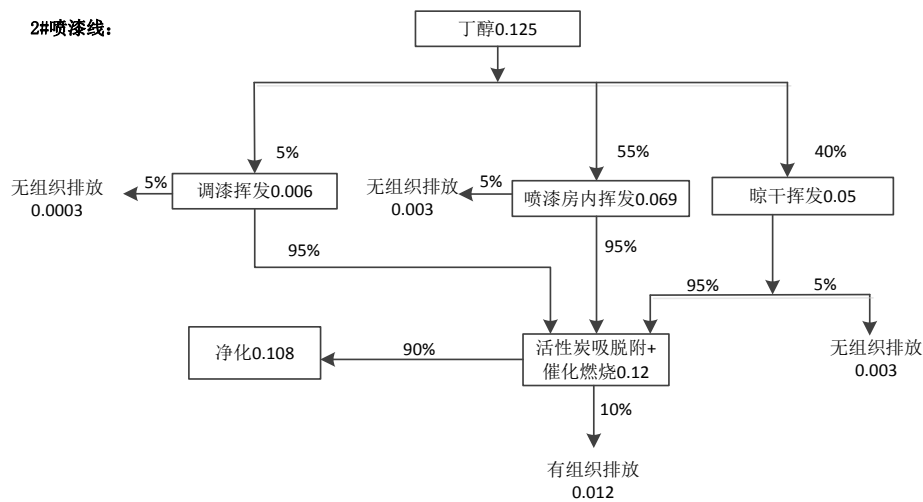 2#喷漆线：
丁醇0.125
5%
55%
40%
无组织排放
0.0003
5%
调漆挥发0.006
无组织排放
0.003
5%
喷漆房内挥发0.069
晾干挥发0.05
95%
95%
95%
5%
净化0.108
90%
活性炭吸脱附+
催化燃烧0.12
无组织排放
0.003
10%
有组织排放
0.012